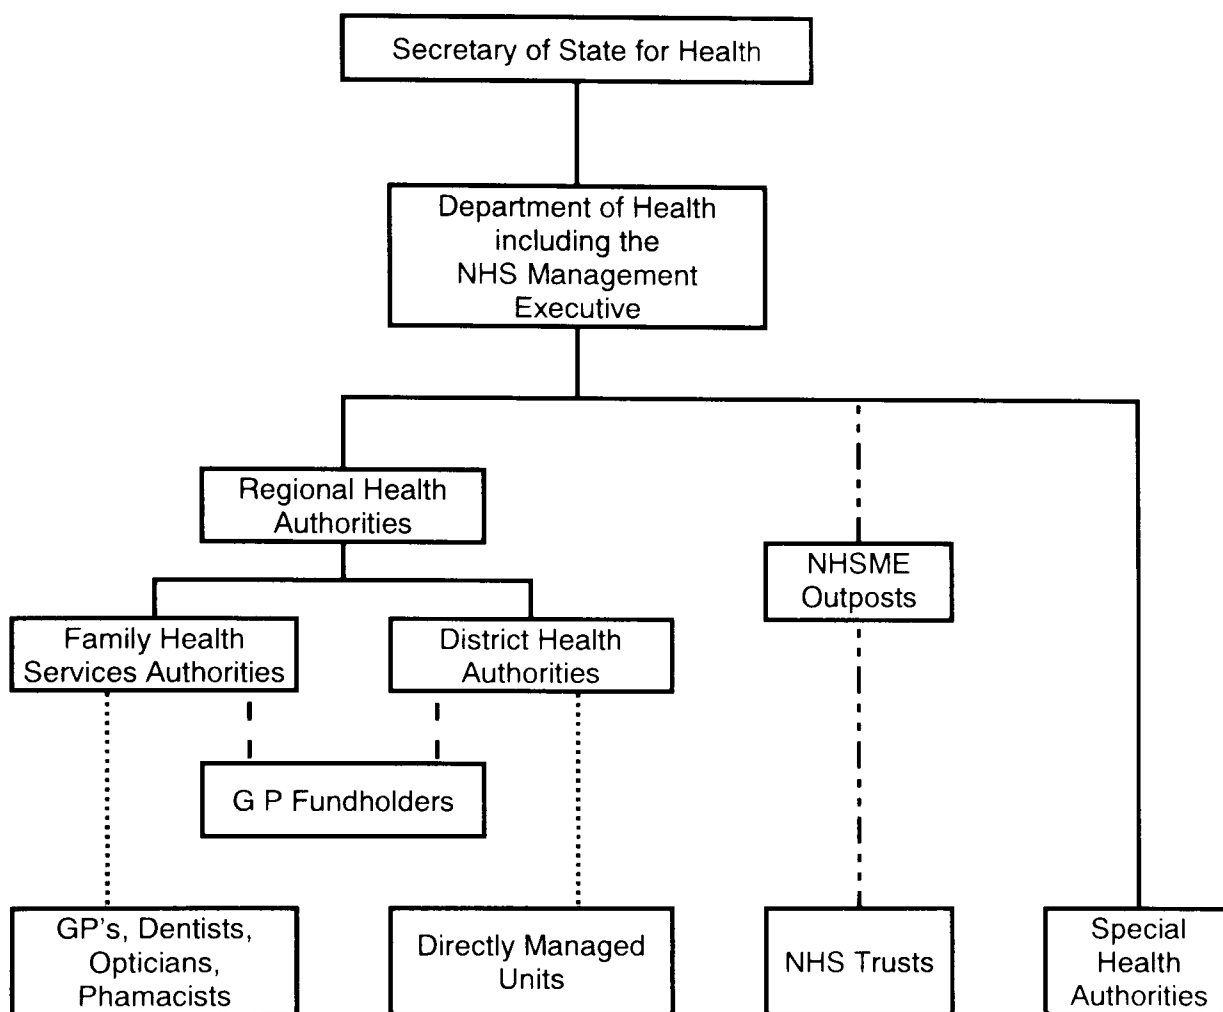 Secretary of State for Health
Department of Health
including the
NHS Management
Executive
Regional Health
Authorities
NHSME
Outposts
Family Health
Services Authorities
District Health
Authorities
G P Fundholders
GP's, Dentists,
Opticians,
Phamacists
Directly Managed
Units
NHS Trusts
Special
Health
Authorities